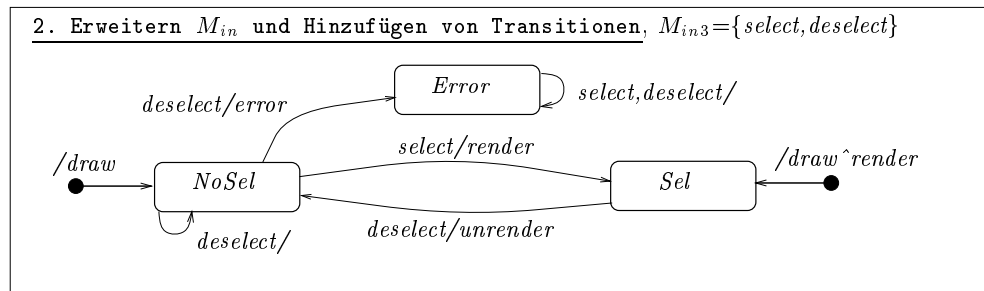 2. Erweitern M_in und Hinzufügen von Transitionen, M_in3={select,deselect}
Error
deselect/error
select,deselect/
select/render
/draw
/draw^render
NoSel
Sel
deselect/unrender
deselect/